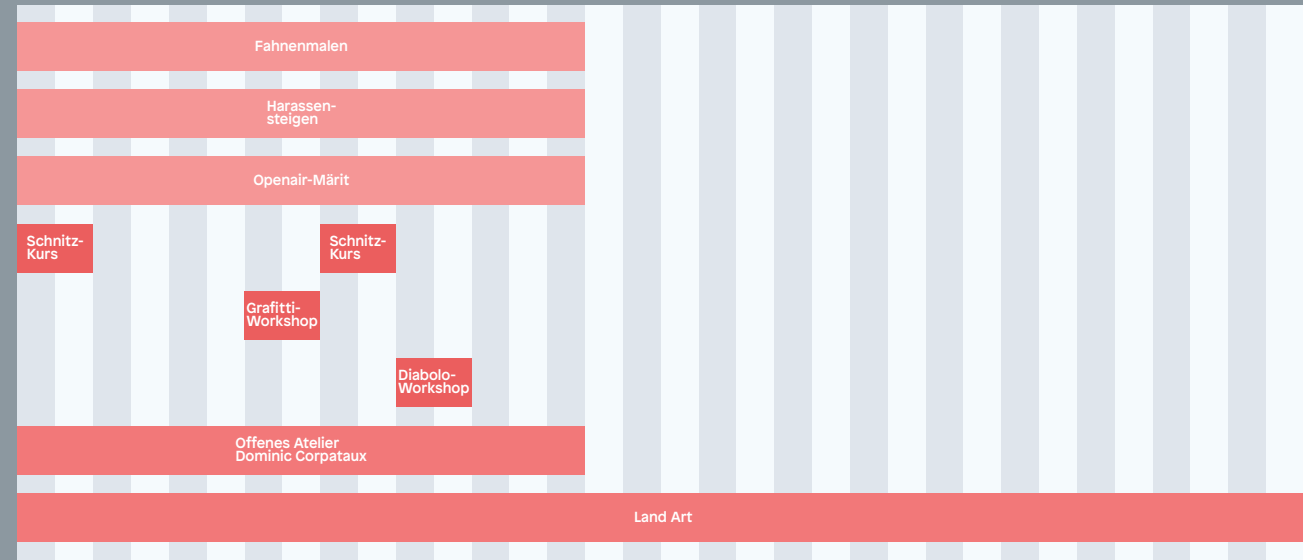 Fahnenmalen
Harassen-
steigen
Openair-Märit
Schnitz-
Kurs
Schnitz-
Kurs
Grafitti-
Workshop
Diabolo-
Workshop
Offenes Atelier
Dominic Corpataux
Land Art